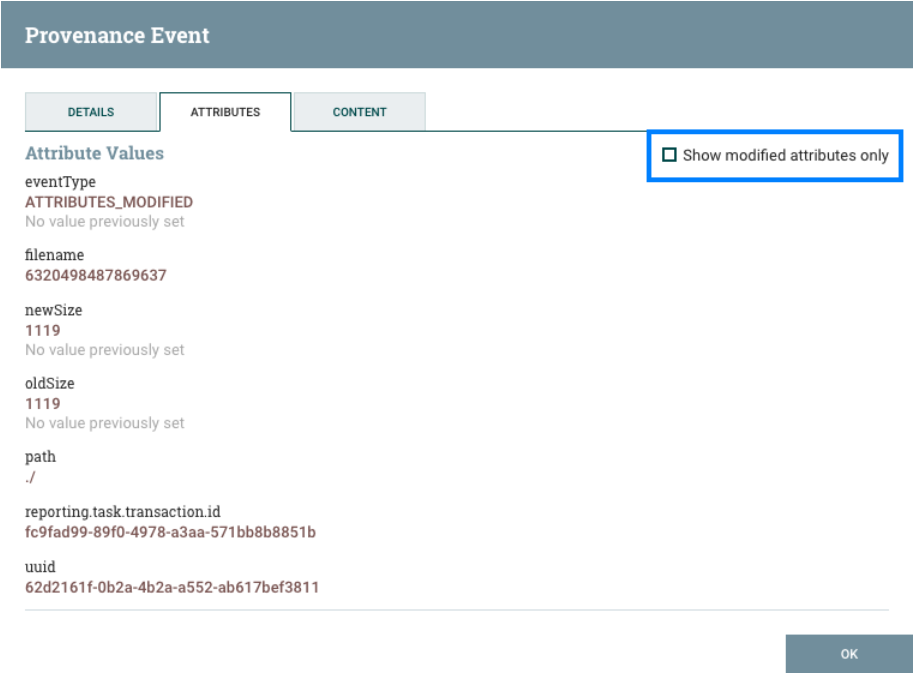 Provenance Event
DETAILS
ATTRIBUTES
CONTENT
Attribute Values
Show modified attributes only
eventType
ATTRIBUTES_MODIFIED
No value previously set
filename
6320498487869637
newSize
1119
No value previously set
oldSize
1119
No value previously set
path
./
reporting.task.transaction.id
fc9fad99-89f0-4978-a3aa-571bb8b8851b
uuid
62d2161f-0b2a-4b2a-a552-ab617bef3811
OK